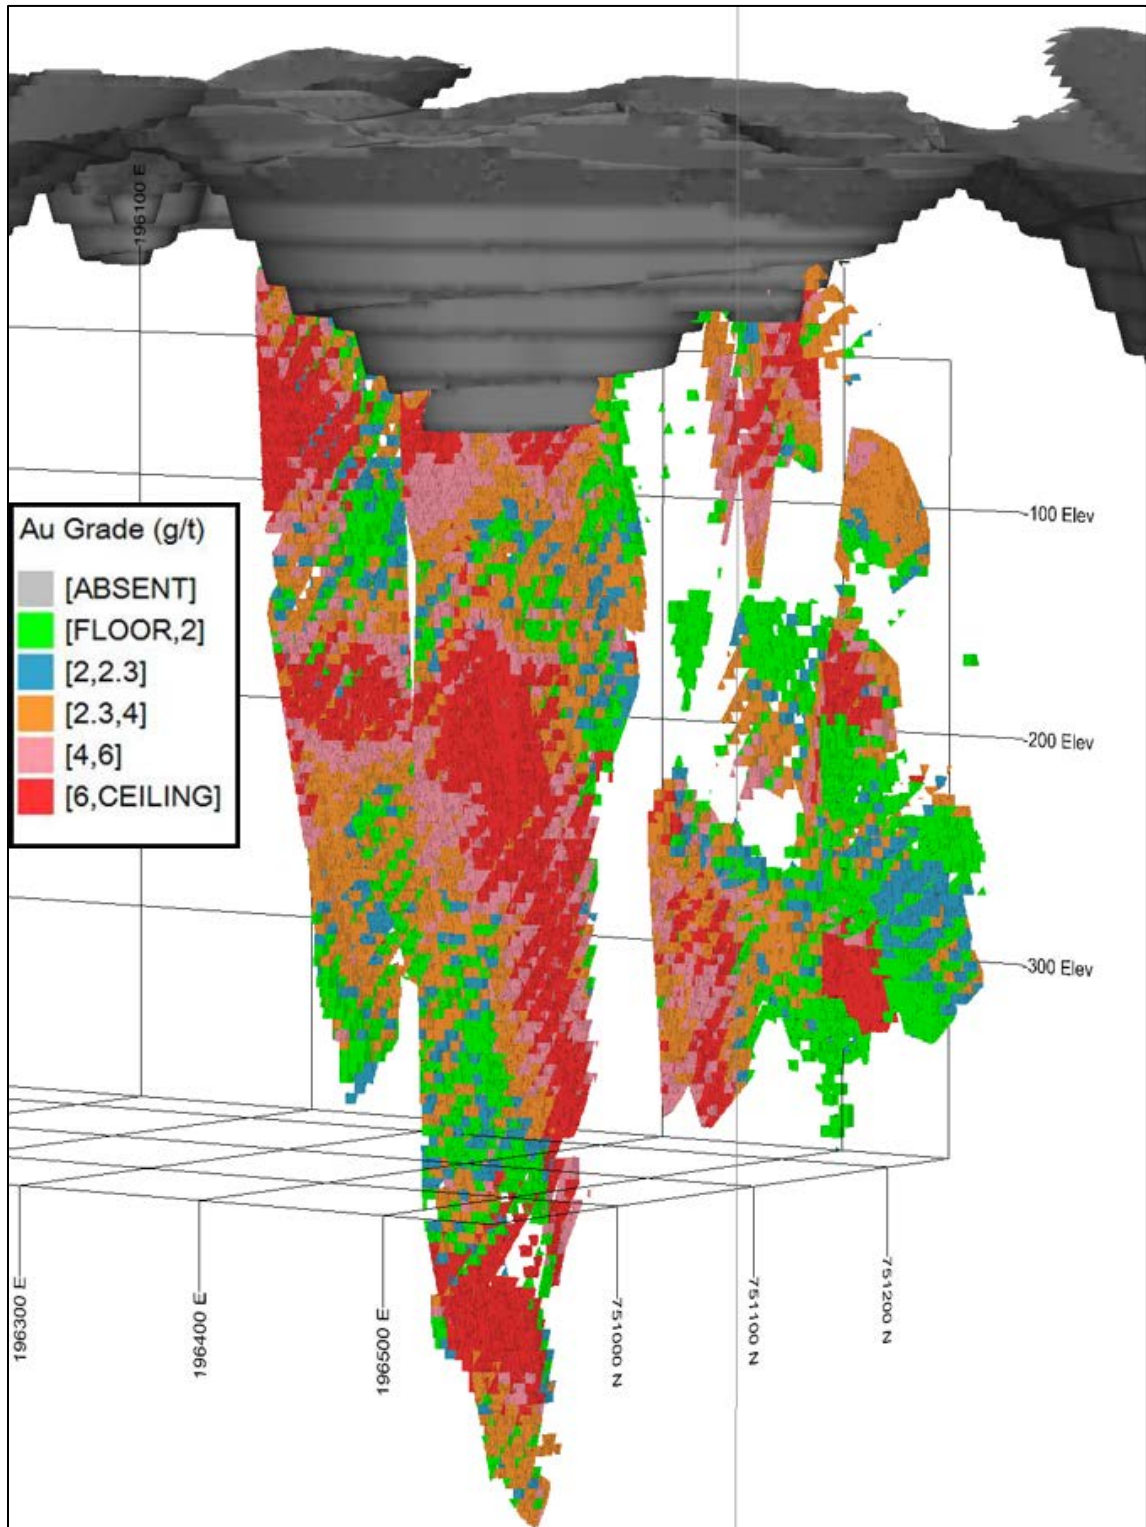 196100 E
Au Grade (g/t)
[ABSENT]
[FLOOR,2]
[2,2.3]
[2.3,4]
[4,6]
[6,CEILING]
-100 Elev
-200 Elev
-300 Elev
196300 E
196400 E
196500 E
751000 N
751100 N
751200 N